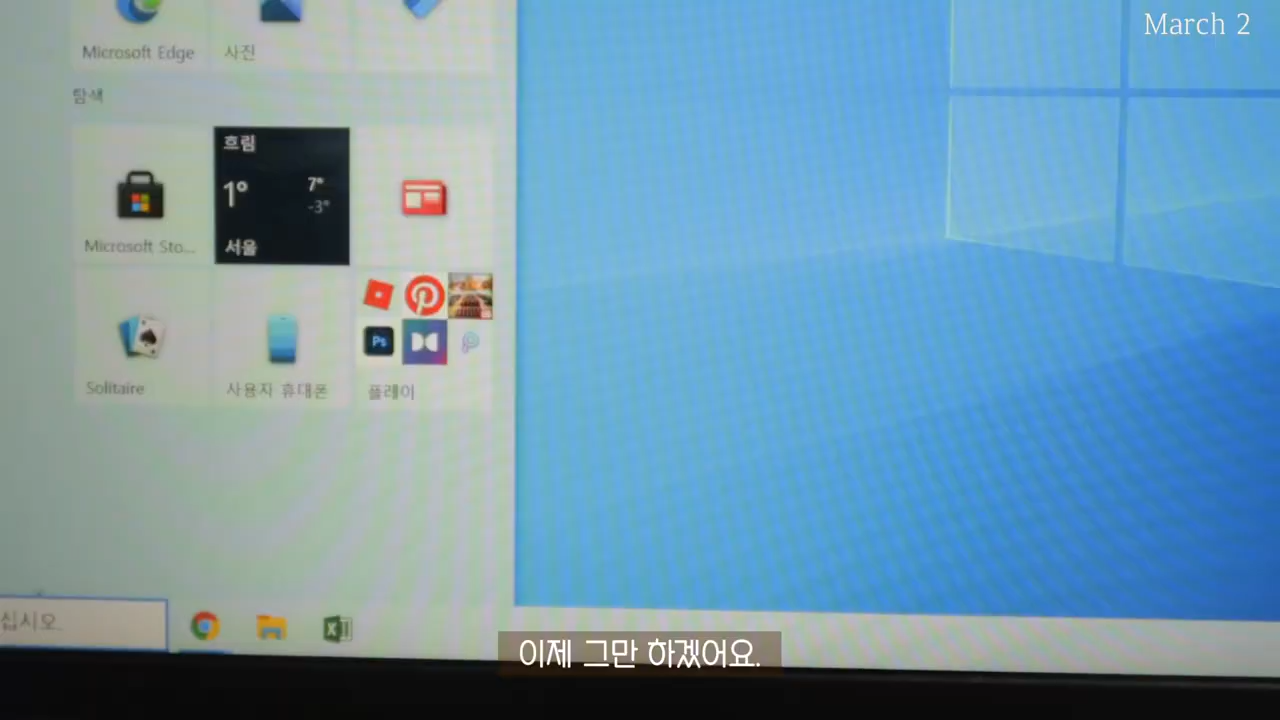 March 2
Microsoft Edge
사진
탐색
흐림
1°
7°
-3°
서울
Microsoft Sto...
Solitaire
사용자 휴대폰
Ps
플레이
십시오.
이제 그만 하겠어요.